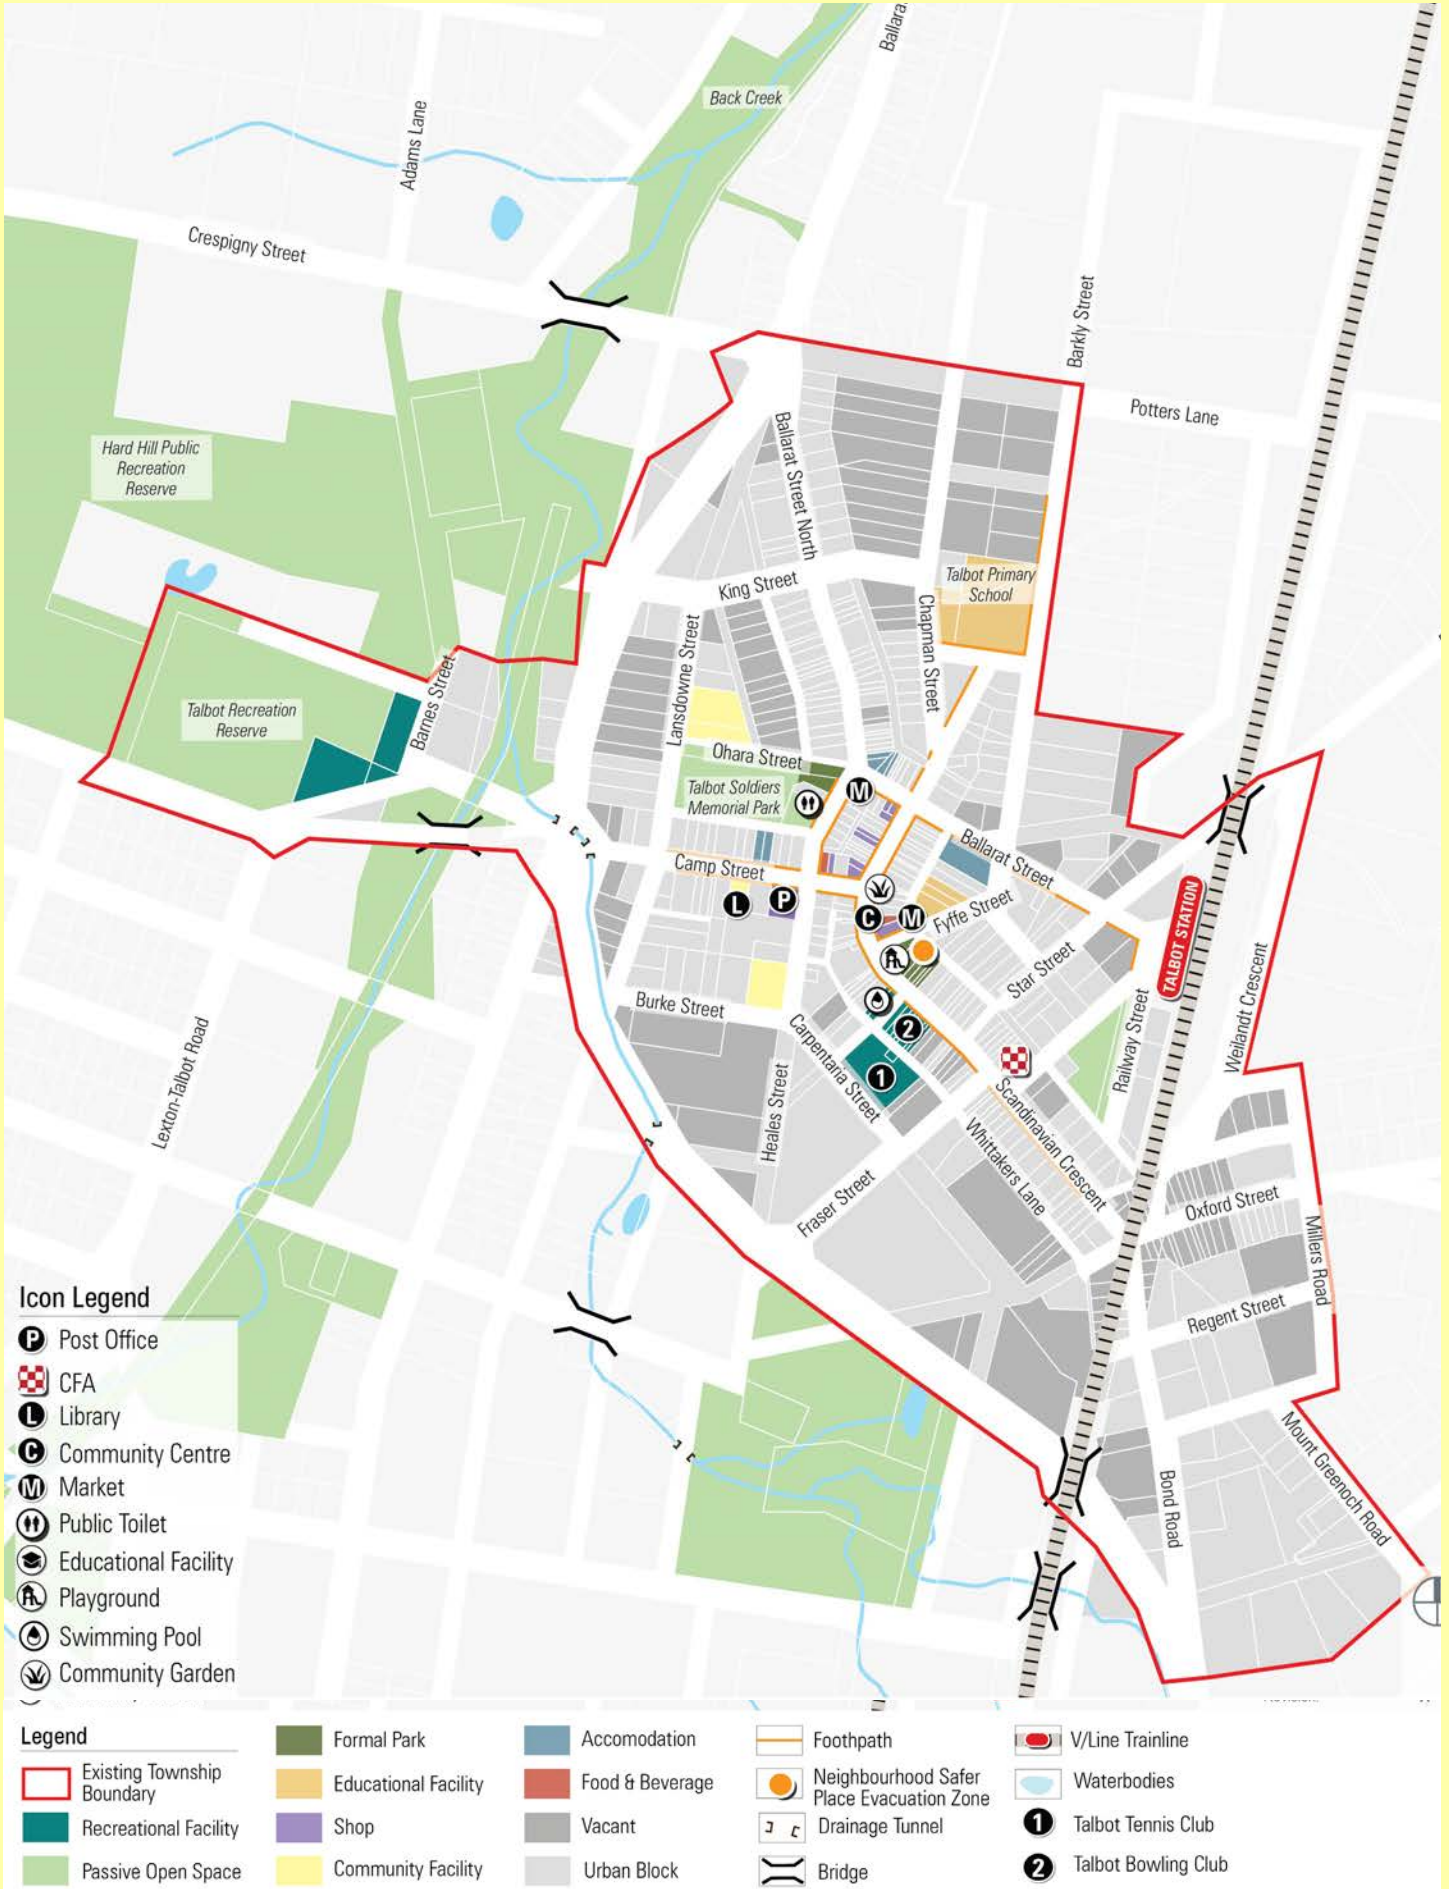 Ballara
Back Creek
Adams Lane
Crespigny Street
Barkly Street
Potters Lane
Ballarat Street North
Hard Hill Public
Recreation
Reserve
King Street
Talbot Primary
School
Chapman Street
Lansdowne Street
Barnes Street
Talbot Recreation
Reserve
Ohara Street
Talbot Soldiers
Memorial Park
M
Ballarat Street
Camp Street
L
P
C
M
Fyffe Street
TALBOT STATION
Star Street
Weilandt Crescent
Burke Street
Railway Street
Carpentaria Street
2
1
Lexton-Talbot Road
Heales Street
Scandinavian Crescent
Whittakers Lane
Fraser Street
Oxford Street
Millers Road
Regent Street
Mount Greenoch Road
Bond Road
Icon Legend
P Post Office
CFA
L Library
C Community Centre
M Market
Public Toilet
Educational Facility
Playground
Swimming Pool
Community Garden
Legend
Existing Township
Boundary
Recreational Facility
Passive Open Space
Formal Park
Educational Facility
Shop
Community Facility
Accomodation
Food & Beverage
Vacant
Urban Block
Foothpath
Neighbourhood Safer
Place Evacuation Zone
Drainage Tunnel
Bridge
V/Line Trainline
Waterbodies
1 Talbot Tennis Club
2 Talbot Bowling Club